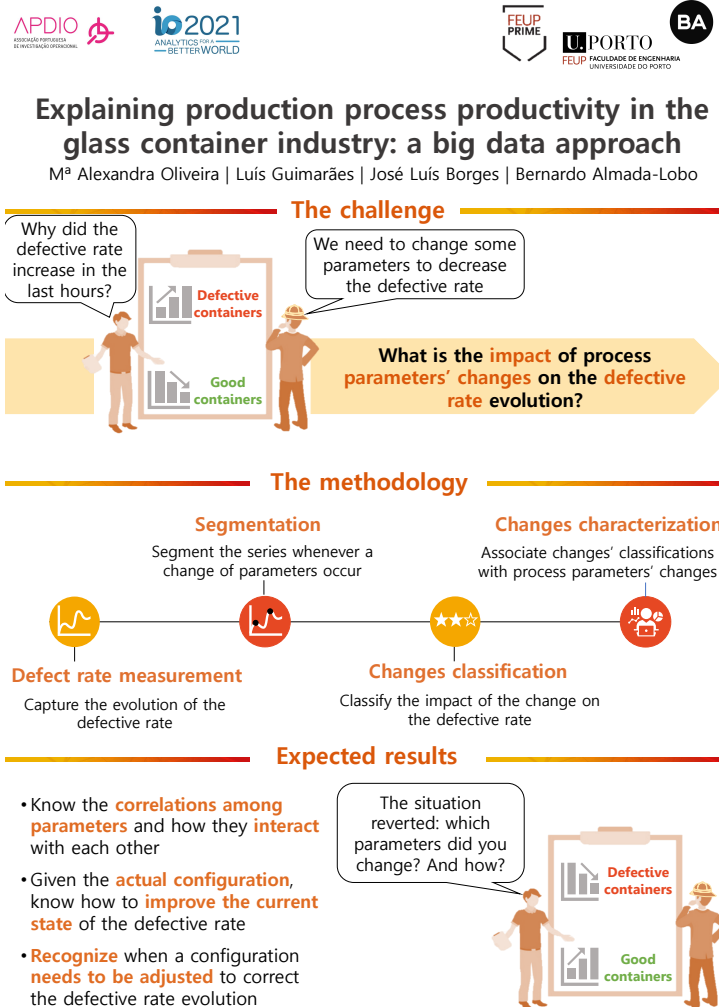 APDIO
ASSOCIAÇÃO PORTUGUESA
DE INVESTIGAÇÃO OPERACIONAL
io2021
ANALYTICS FOR A
BETTER WORLD
FEUP
PRIME
U. PORTO
FEUP FACULDADE DE ENGENHARIA
UNIVERSIDADE DO PORTO
BA
Explaining production process productivity in the
glass container industry: a big data approach
Mª Alexandra Oliveira | Luís Guimarães | José Luís Borges | Bernardo Almada-Lobo
The challenge
Why did the
defective rate
increase in the
last hours?
We need to change some
parameters to decrease
the defective rate
Defective
containers
Good
containers
What is the impact of process
parameters’ changes on the defective
rate evolution?
The methodology
Segmentation
Segment the series whenever a
change of parameters occur
Changes characterization
Associate changes’ classifications
with process parameters’ changes
Defect rate measurement
Capture the evolution of the
defective rate
Changes classification
Classify the impact of the change on
the defective rate
Expected results
• Know the correlations among
parameters and how they interact
with each other
• Given the actual configuration,
know how to improve the current
state of the defective rate
• Recognize when a configuration
needs to be adjusted to correct
the defective rate evolution
The situation
reverted: which
parameters did you
change? And how?
Defective
containers
Good
containers